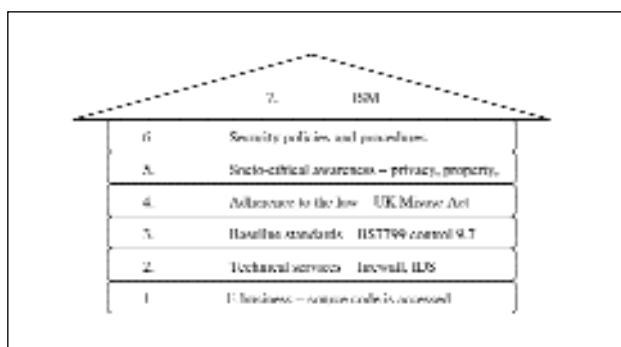 7. ISM
6 Security policies and procedures.
5. Socio-ethical awareness – privacy, property,
4. Adherence to the law UK Misuse Act
3. Baseline standards BS7799 control 9.7
2. Technical services firewall, IDS
1 E-business – source code is accessed